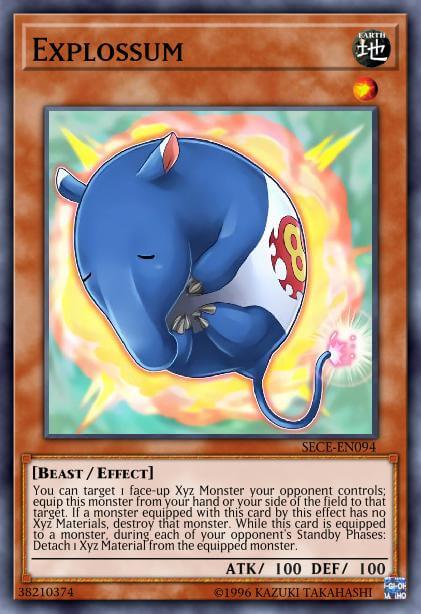 EXPLOSSUM
EARTH
地
8
SECE-EN094
[BEAST / EFFECT]
You can target 1 face-up Xyz Monster your opponent controls;
equip this monster from your hand or your side of the field to that
target. If a monster equipped with this card by this effect has no
Xyz Materials, destroy that monster. While this card is equipped
to a monster, during each of your opponent's Standby Phases:
Detach 1 Xyz Material from the equipped monster.
ATK/ 100 DEF/ 100
38210374
©1996 KAZUKI TAKAHASHI